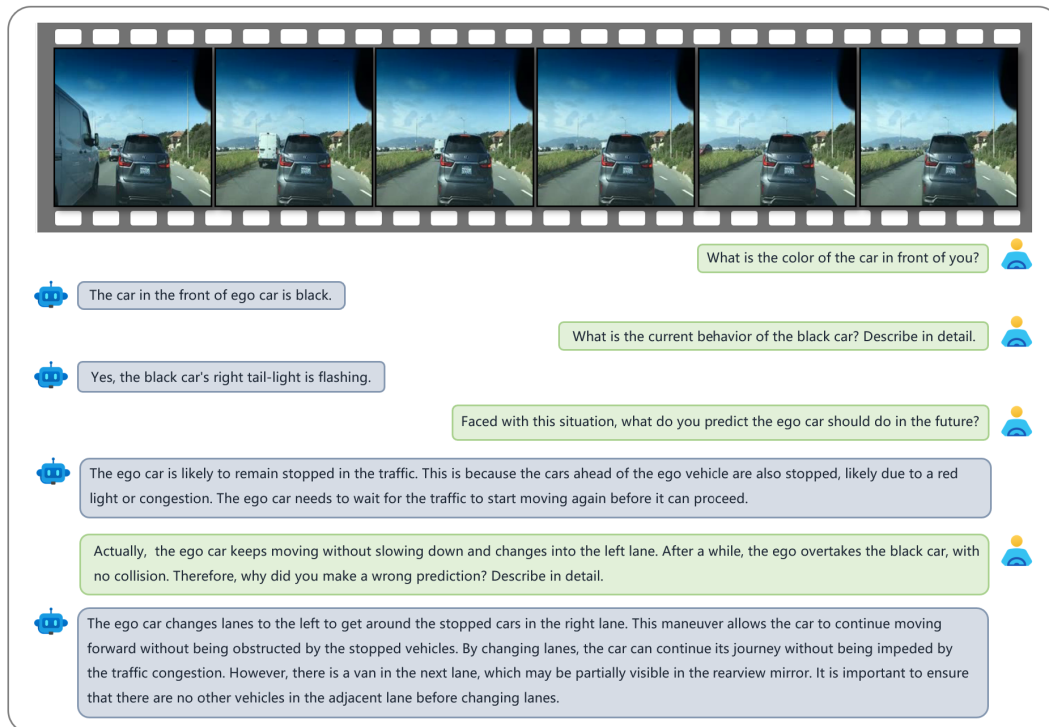 What is the color of the car in front of you?
The car in the front of ego car is black.
What is the current behavior of the black car? Describe in detail.
Yes, the black car's right tail-light is flashing.
Faced with this situation, what do you predict the ego car should do in the future?
The ego car is likely to remain stopped in the traffic. This is because the cars ahead of the ego vehicle are also stopped, likely due to a red
light or congestion. The ego car needs to wait for the traffic to start moving again before it can proceed.
Actually, the ego car keeps moving without slowing down and changes into the left lane. After a while, the ego overtakes the black car, with
no collision. Therefore, why did you make a wrong prediction? Describe in detail.
The ego car changes lanes to the left to get around the stopped cars in the right lane. This maneuver allows the car to continue moving
forward without being obstructed by the stopped vehicles. By changing lanes, the car can continue its journey without being impeded by
the traffic congestion. However, there is a van in the next lane, which may be partially visible in the rearview mirror. It is important to ensure
that there are no other vehicles in the adjacent lane before changing lanes.